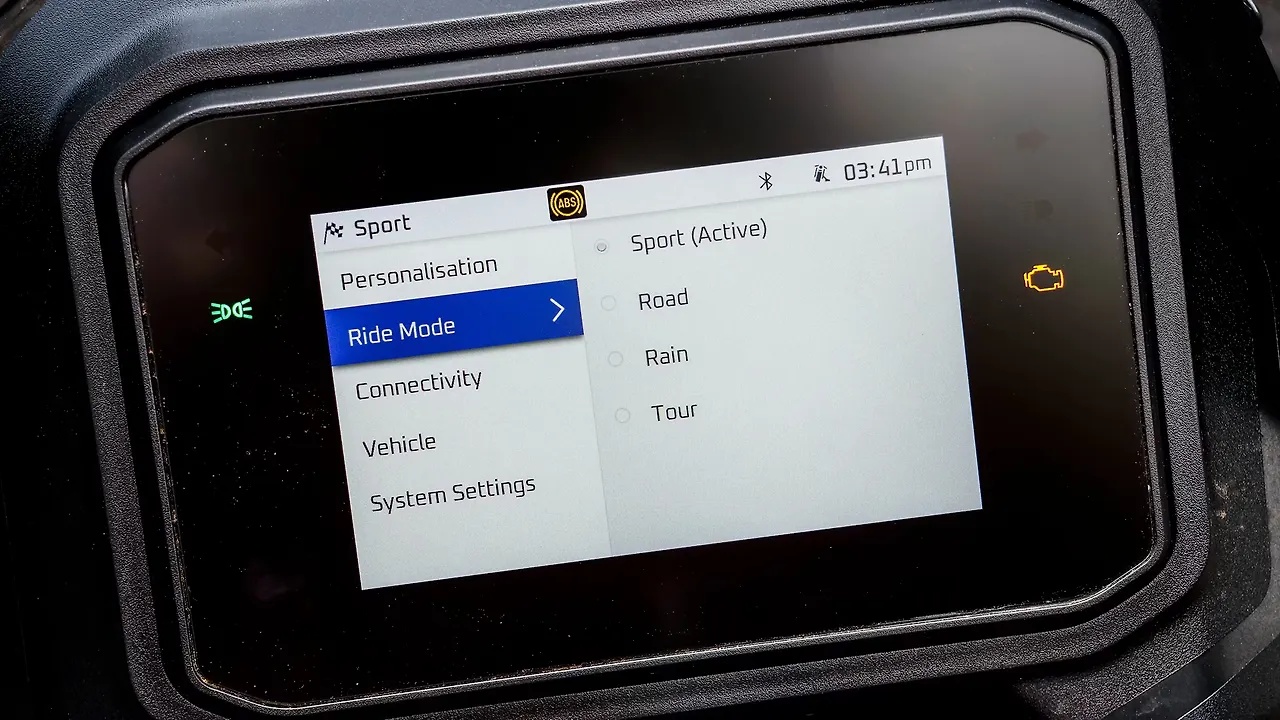 Sport
ABS
03:41pm
Personalisation
Ride Mode
Connectivity
Vehicle
System Settings
Sport (Active)
Road
Rain
Tour